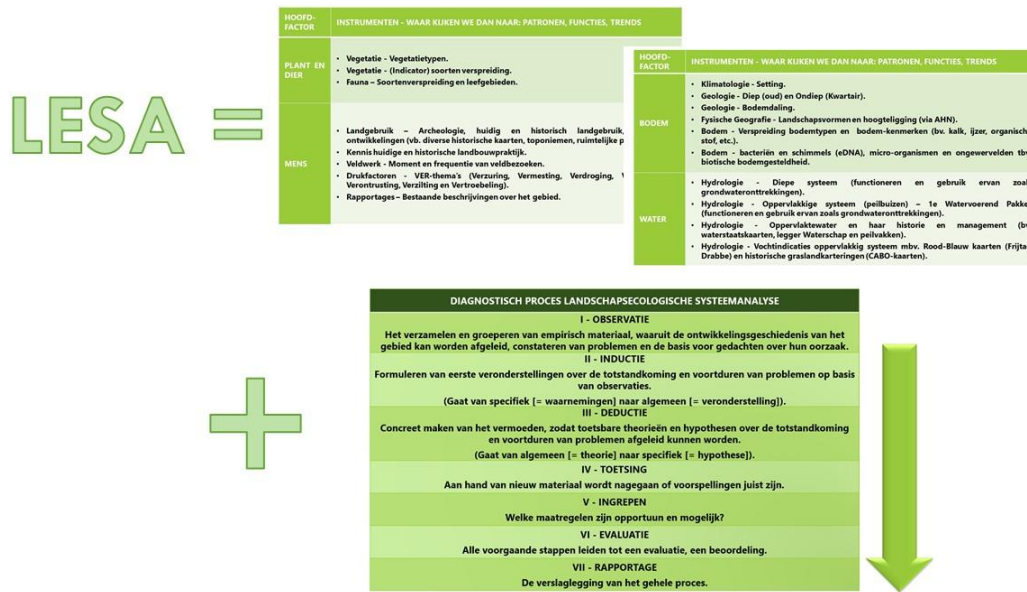 LESA =
HOOFD-
FACTOR
INSTRUMENTEN - WAAR KIJKEN WE DAN NAAR: PATRONEN, FUNCTIES, TRENDS
PLANT EN
DIER
• Vegetatie - Vegetatietypen.
• Vegetatie - (Indicator) soorten verspreiding.
• Fauna – Soortenverspreiding en leefgebieden.
MENS
• Landgebruik – Archeologie, huidig en historisch landgebruik,
ontwikkelingen (vb. diverse historische kaarten, toponiemen, ruimtelijke p
• Kennis huidige en historische landbouwpraktijk.
• Veldwerk - Moment en frequentie van veldbezoeken.
• Drukfactoren - VER-thema's (Verzuring, Vermesting, Verdroging,
Verontrusting, Verzilting en Vertroebeling).
• Rapportages – Bestaande beschrijvingen over het gebied.
HOOFD-
FACTOR
INSTRUMENTEN - WAAR KIJKEN WE DAN NAAR: PATRONEN, FUNCTIES, TRENDS
BODEM
• Klimatologie - Setting.
• Geologie - Diep (oud) en Ondiep (Kwartair).
• Geologie - Bodemdaling.
• Fysische Geografie - Landschapsvormen en hoogteligging (via AHN).
• Bodem - Verspreiding bodemtypen en bodem-kenmerken (bv. kalk, ijzer, organisch
stof, etc.).
• Bodem - bacteriën en schimmels (eDNA), micro-organismen en ongewervelden tbv
biotische bodemgesteldheid.
WATER
• Hydrologie - Diepe systeem (functioneren en gebruik ervan zoal
grondwateronttrekkingen).
• Hydrologie - Oppervlakkige systeem (peilbuizen) – 1e Watervoerend Pakke
(functioneren en gebruik ervan zoals grondwateronttrekkingen).
• Hydrologie - Oppervlaktewater en haar historie en management (bv
waterstaatskaarten, legger Waterschap en peilvakken).
• Hydrologie - Vochtindicaties oppervlakkig systeem mbv. Rood-Blauw kaarten (Frijta
Drabbe) en historische graslandkarteringen (CABO-kaarten).
+
DIAGNOSTISCH PROCES LANDSCHAPSECOLOGISCHE SYSTEEMANALYSE
I - OBSERVATIE
Het verzamelen en groeperen van empirisch materiaal, waaruit de ontwikkelingsgeschiedenis van het
gebied kan worden afgeleid, constateren van problemen en de basis voor gedachten over hun oorzaak.
II - INDUCTIE
Formuleren van eerste veronderstellingen over de totstandkoming en voortduren van problemen op basis
van observaties.
(Gaat van specifiek [= waarnemingen] naar algemeen [= veronderstelling]).
III - DEDUCTIE
Concreet maken van het vermoeden, zodat toetsbare theorieën en hypothesen over de totstandkoming
en voortduren van problemen afgeleid kunnen worden.
(Gaat van algemeen [= theorie] naar specifiek [= hypothese]).
IV - TOETSING
Aan hand van nieuw materiaal wordt nagegaan of voorspellingen juist zijn.
V - INGREPEN
Welke maatregelen zijn opportuun en mogelijk?
VI - EVALUATIE
Alle voorgaande stappen leiden tot een evaluatie, een beoordeling.
VII - RAPPORTAGE
De verslaglegging van het gehele proces.